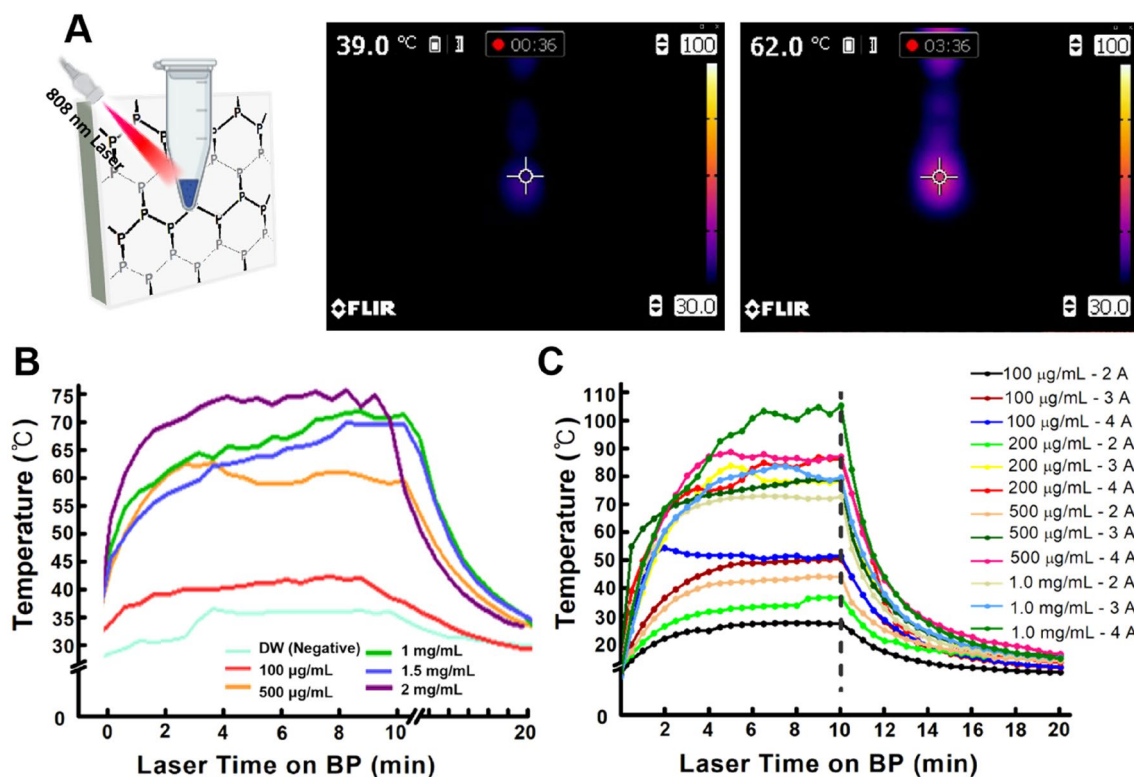 A
808 nm Laser
P P P P
P P P P
P P P P
P P P P
P P P P
P P P P
39.0 °C
00:36
100
30.0
FLIR
62.0 °C
03:36
100
30.0
FLIR
B
Temperature (℃)
75
70
65
60
55
50
45
40
35
30
0
DW (Negative)
100 μg/mL
500 μg/mL
1 mg/mL
1.5 mg/mL
2 mg/mL
0 2 4 6 8 10 20
Laser Time on BP (min)
C
Temperature (℃)
110
100
90
80
70
60
50
40
30
20
0
2 4 6 8 10 12 14 16 18 20
Laser Time on BP (min)
100 μg/mL - 2 A
100 μg/mL - 3 A
100 μg/mL - 4 A
200 μg/mL - 2 A
200 μg/mL - 3 A
200 μg/mL - 4 A
500 μg/mL - 2 A
500 μg/mL - 3 A
500 μg/mL - 4 A
1.0 mg/mL - 2 A
1.0 mg/mL - 3 A
1.0 mg/mL - 4 A